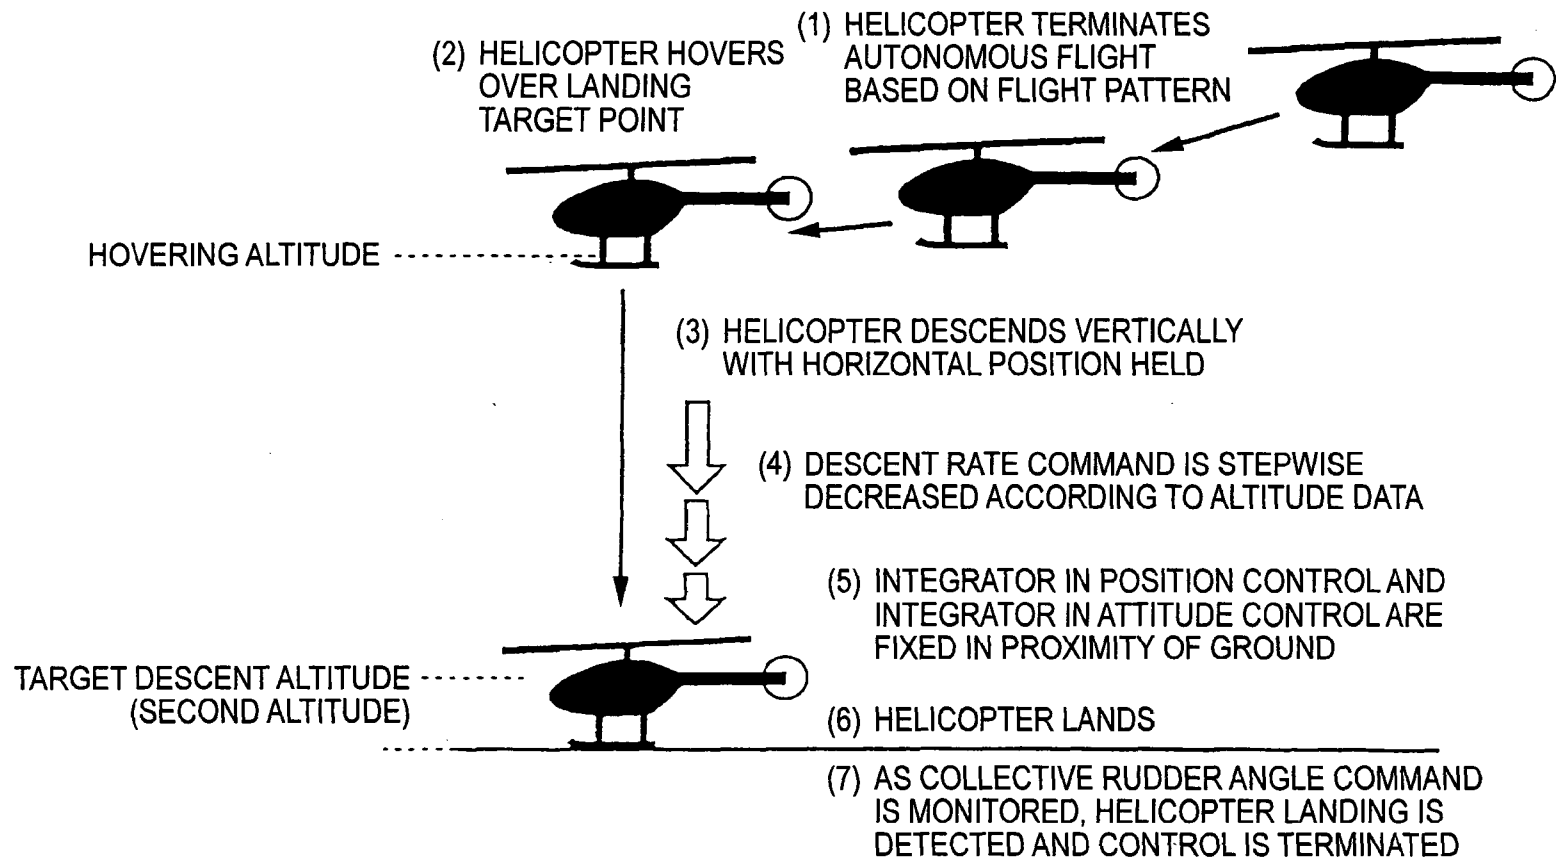 (1) HELICOPTER TERMINATES
AUTONOMOUS FLIGHT
BASED ON FLIGHT PATTERN
(2) HELICOPTER HOVERS
OVER LANDING
TARGET POINT
HOVERING ALTITUDE
(3) HELICOPTER DESCENDS VERTICALLY
WITH HORIZONTAL POSITION HELD
(4) DESCENT RATE COMMAND IS STEPWISE
DECREASED ACCORDING TO ALTITUDE DATA
(5) INTEGRATOR IN POSITION CONTROL AND
INTEGRATOR IN ATTITUDE CONTROL ARE
FIXED IN PROXIMITY OF GROUND
TARGET DESCENT ALTITUDE
(SECOND ALTITUDE)
(6) HELICOPTER LANDS
(7) AS COLLECTIVE RUDDER ANGLE COMMAND
IS MONITORED, HELICOPTER LANDING IS
DETECTED AND CONTROL IS TERMINATED